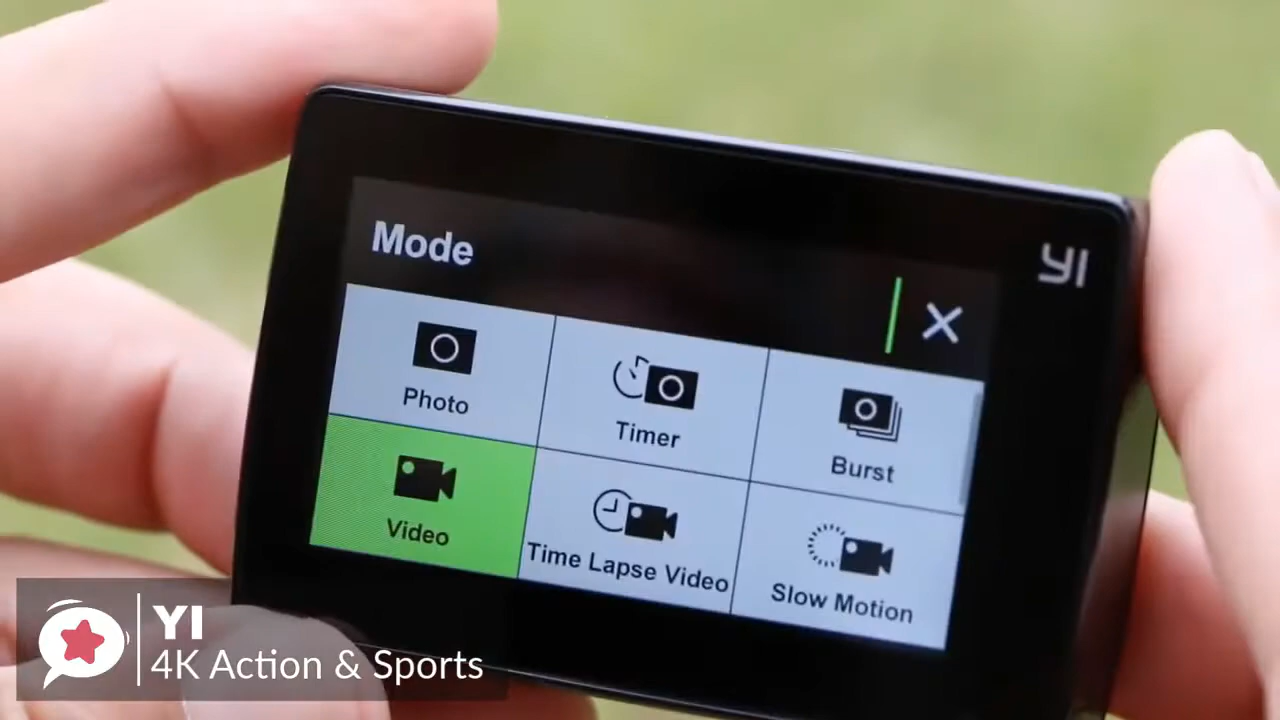 Mode
YI
Photo
Timer
Burst
Video
Time Lapse Video
Slow Motion
YI
4K Action & Sports